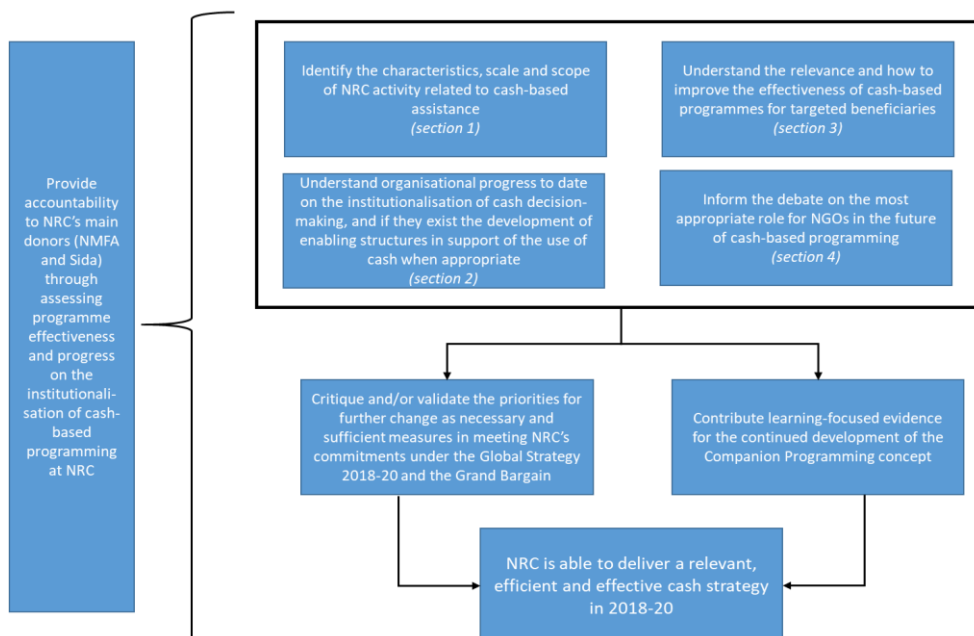 Provide
accountability
to NRC's main
donors (NMFA
and Sida)
through
assessing
programme
effectiveness
and progress
on the
institutionali-
sation of cash-
based
programming
at NRC
Identify the characteristics, scale and scope
of NRC activity related to cash-based
assistance
(section 1)
Understand the relevance and how to
improve the effectiveness of cash-based
programmes for targeted beneficiaries
(section 3)
Understand organisational progress to date
on the institutionalisation of cash decision-
making, and if they exist the development of
enabling structures in support of the use of
cash when appropriate
(section 2)
Inform the debate on the most
appropriate role for NGOs in the future
of cash-based programming
(section 4)
Critique and/or validate the priorities for
further change as necessary and
sufficient measures in meeting NRC's
commitments under the Global Strategy
2018-20 and the Grand Bargain
Contribute learning-focused evidence
for the continued development of the
Companion Programming concept
NRC is able to deliver a relevant,
efficient and effective cash strategy
in 2018-20